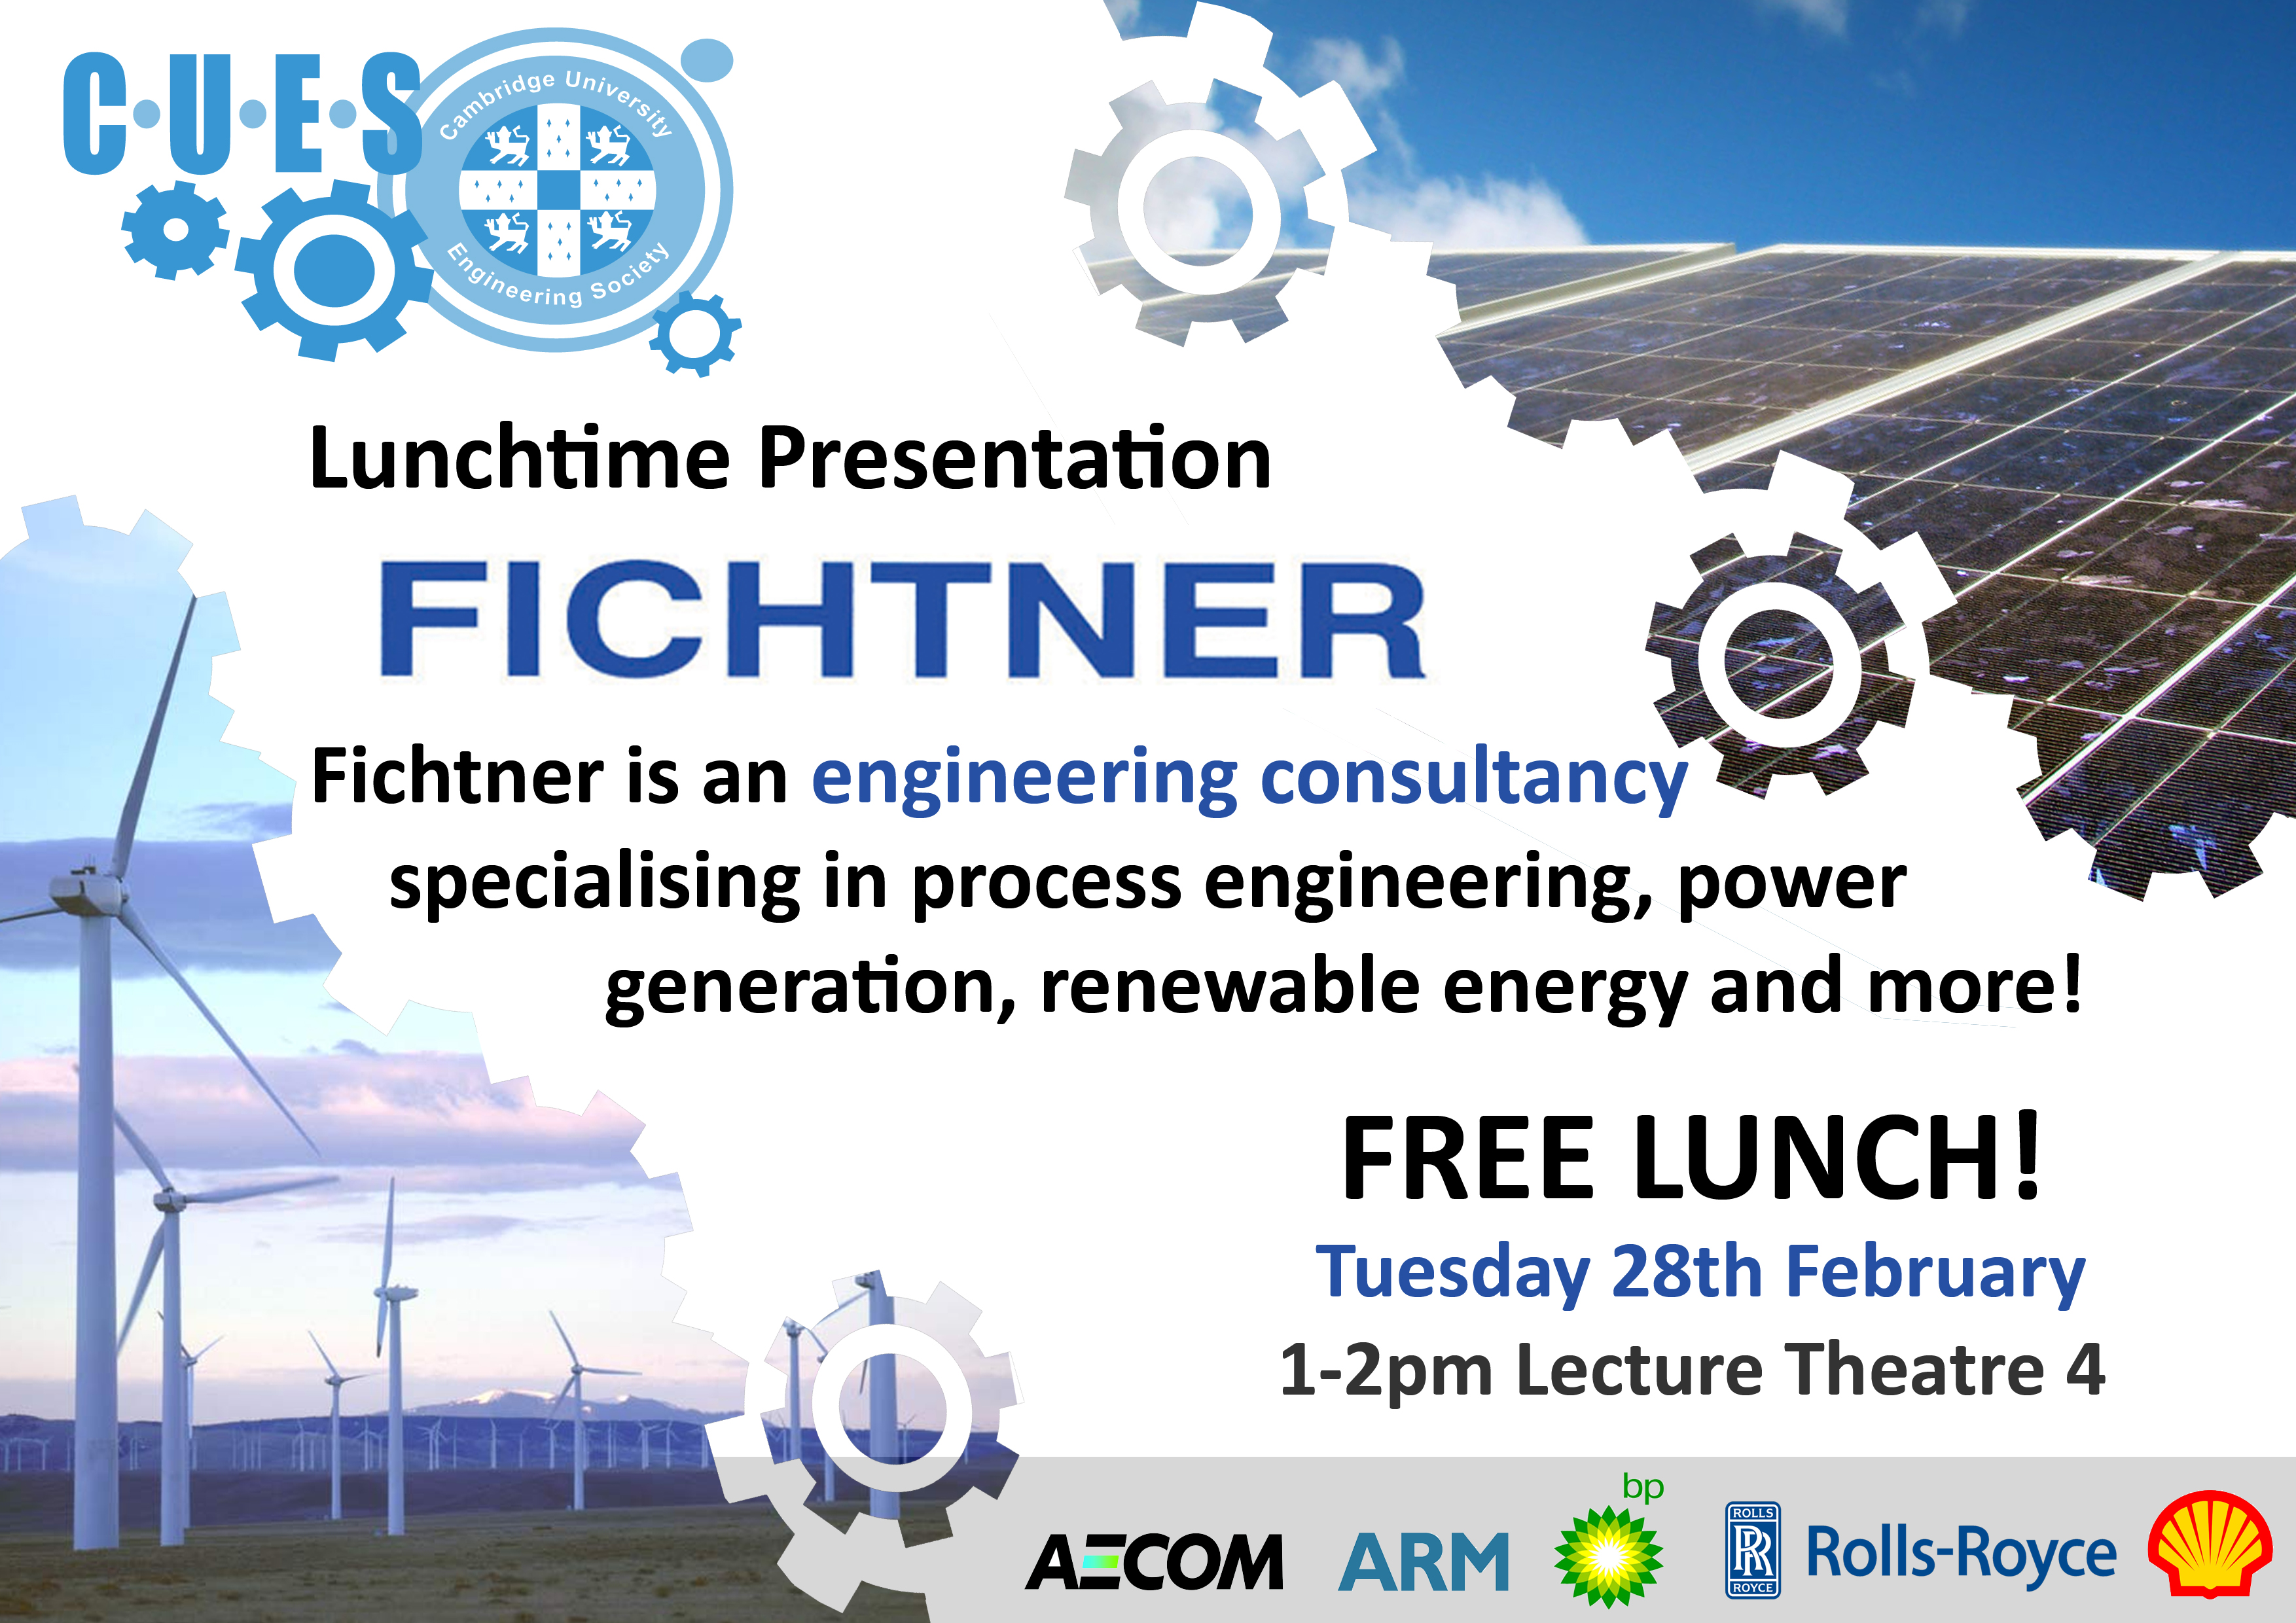 C·U·E·S
Cambridge University
Engineering Society
Lunchtime Presentation
FICHTNER
Fichtner is an engineering consultancy
specialising in process engineering, power
generation, renewable energy and more!
FREE LUNCH!
Tuesday 28th February
1-2pm Lecture Theatre 4
AECOM
ARM
bp
ROLLS
RR
ROYCE
Rolls-Royce